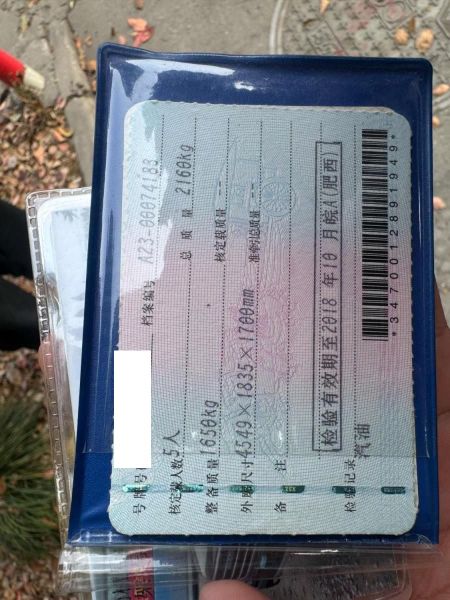 号牌号码 档案编号 A23-00074183
核定载人数 5人 总质量 2160kg
整备质量 1650kg 核定载质量 --
外廓尺寸 4549×1835×1700mm 准牵引总质量 --
备注
检验有效期至2018年10月皖A(肥西)
检验记录
汽油
*3470012891949*